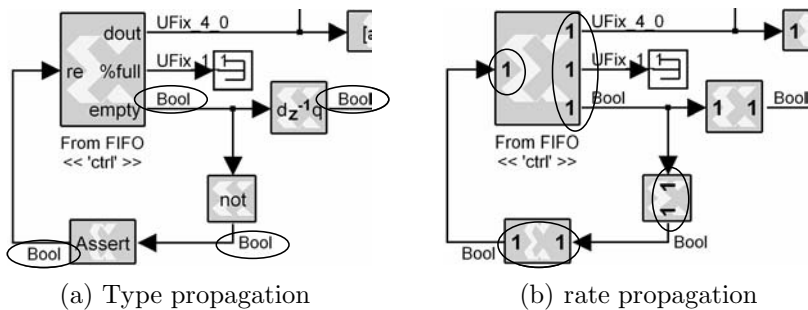 UFix_4_0
dout
[a
re
%full
UFix_1_1
empty
Bool
Bool
d z⁻¹ q
From FIFO
<< 'ctrl' >>
not
Assert
Bool
Bool
(a) Type propagation
UFix_4_0
1
1
1
1
UFix_1_1
1
Bool
1 1
Bool
From FIFO
<< 'ctrl' >>
1
1
1 1
Bool
Bool
(b) rate propagation